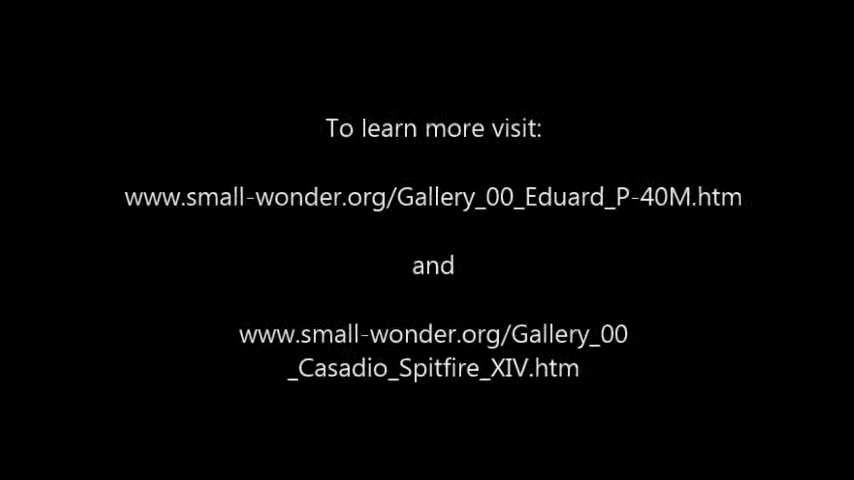 To learn more visit:
www.small-wonder.org/Gallery_00_Eduard_P-40M.htm
and
www.small-wonder.org/Gallery_00
_Casadio_Spitfire_XIV.htm